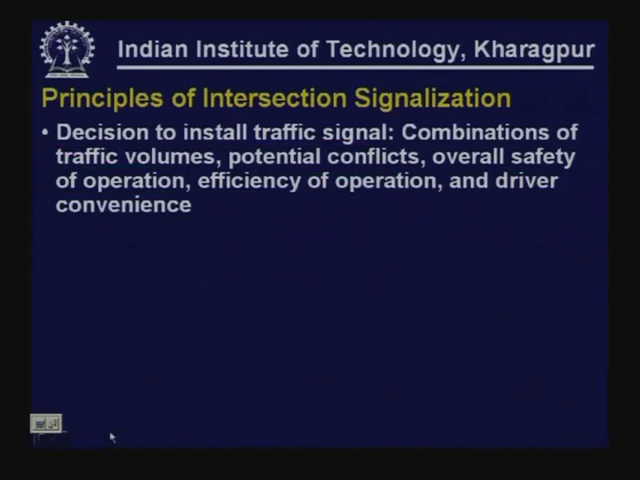 Indian Institute of Technology, Kharagpur
Principles of Intersection Signalization
• Decision to install traffic signal: Combinations of
traffic volumes, potential conflicts, overall safety
of operation, efficiency of operation, and driver
convenience